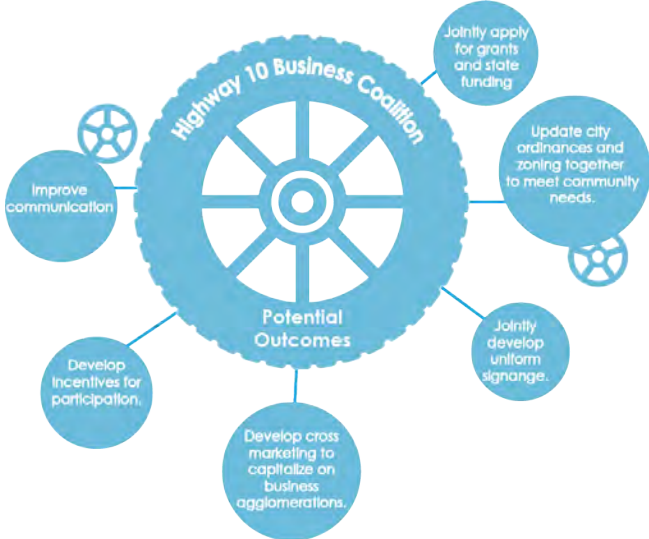 Highway 10 Business Coalition
Potential
Outcomes
Jointly apply
for grants
and state
funding
Update city
ordinances and
zoning together
to meet community
needs.
Jointly
develop
uniform
signange.
Develop cross
marketing to
capitalize on
business
agglomerations.
Develop
incentives for
participation.
Improve
communication